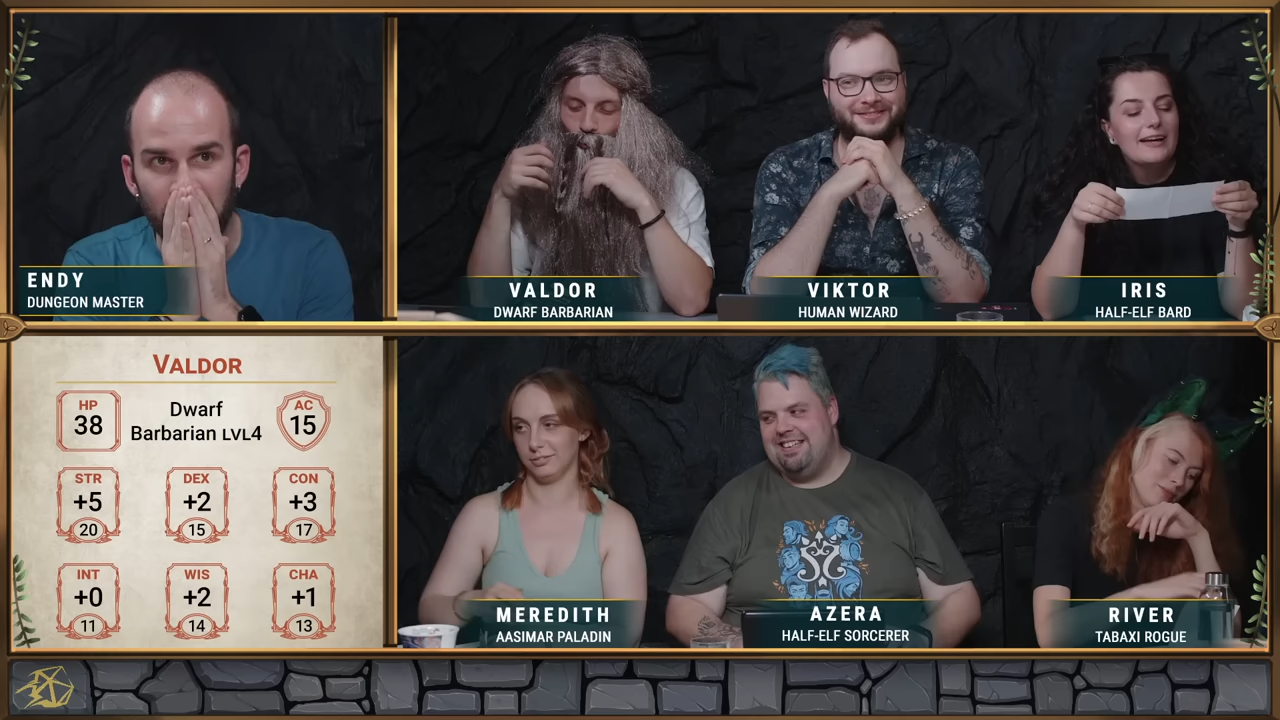 ENDY
DUNGEON MASTER
VALDOR
DWARF BARBARIAN
VIKTOR
HUMAN WIZARD
IRIS
HALF-ELF BARD
VALDOR
HP
38
Dwarf
Barbarian LVL4
AC
15
STR
+5
20
DEX
+2
15
CON
+3
17
INT
+0
11
WIS
+2
14
CHA
+1
13
MEREDITH
AASIMAR PALADIN
AZERA
HALF-ELF SORCERER
RIVER
TABAXI ROGUE